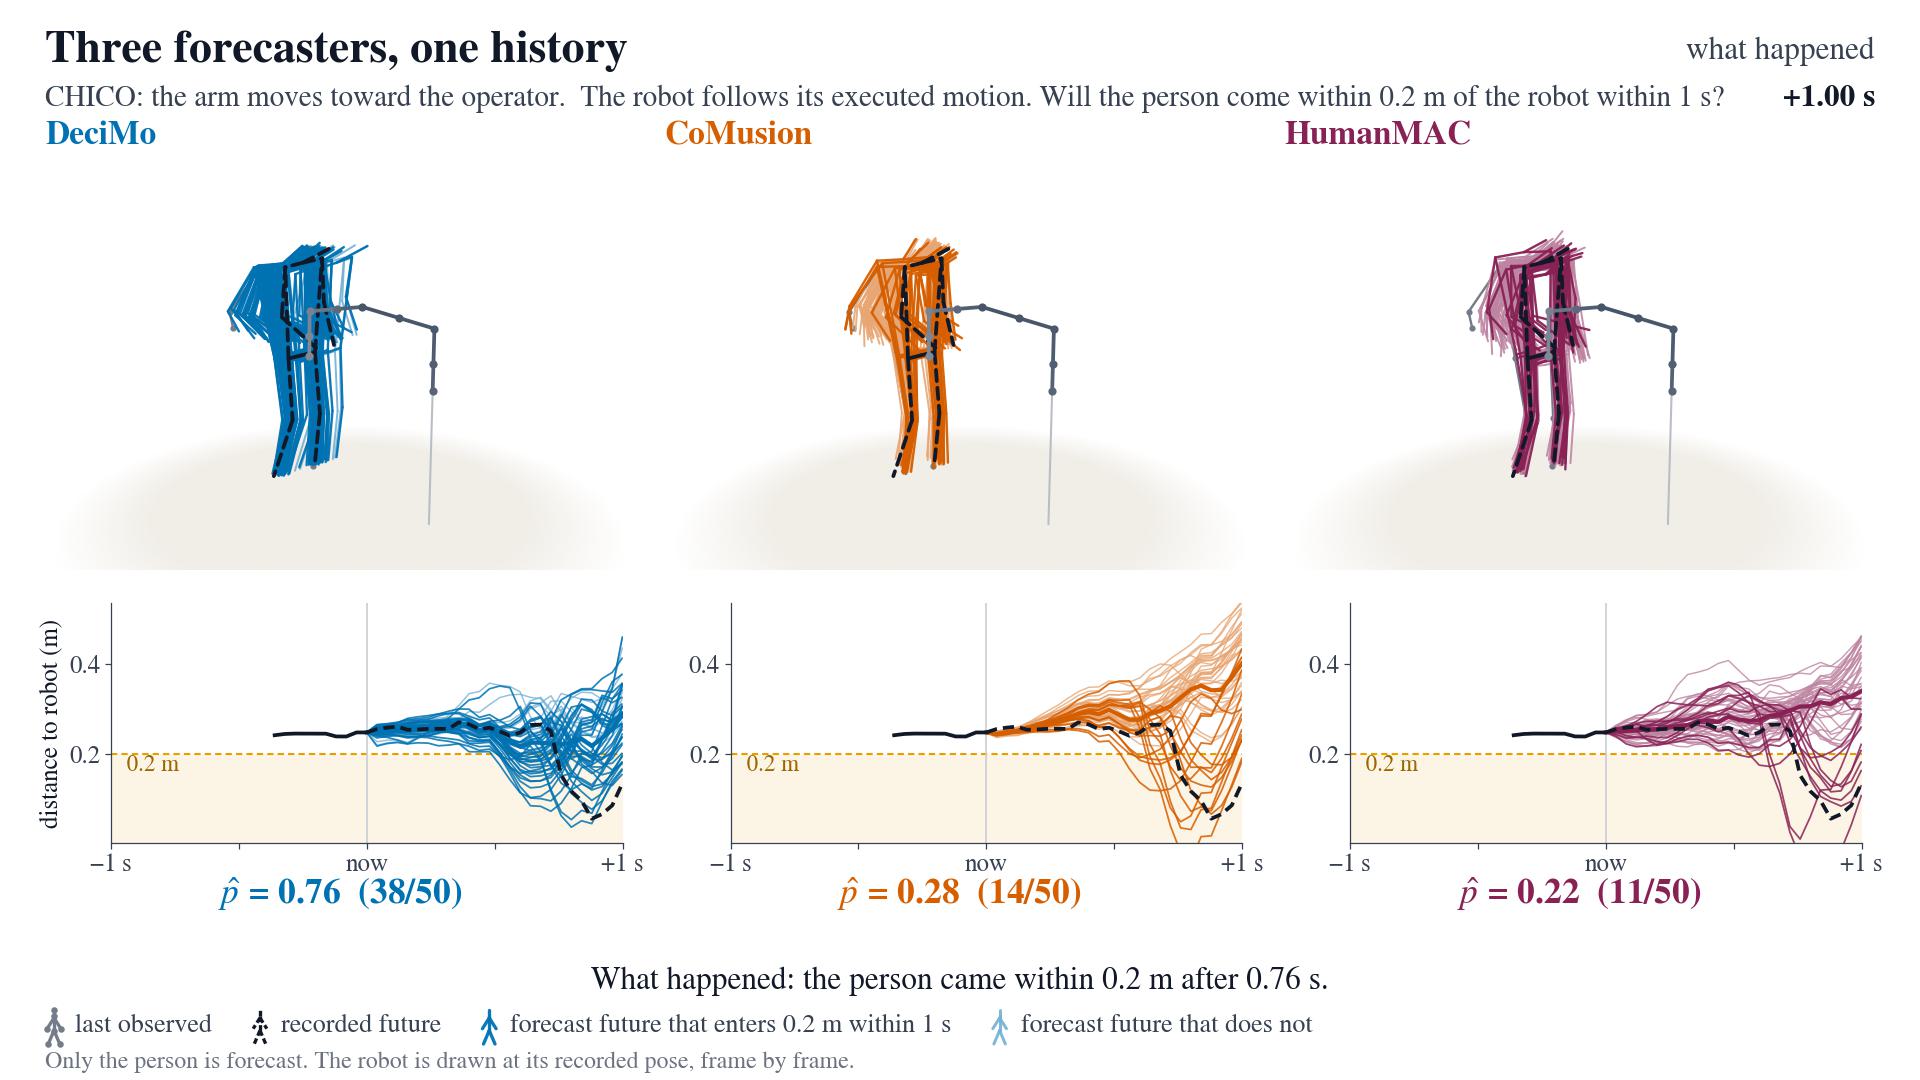 Three forecasters, one history
what happened
CHICO: the arm moves toward the operator.  The robot follows its executed motion. Will the person come within 0.2 m of the robot within 1 s?
+1.00 s
DeciMo
CoMusion
HumanMAC
distance to robot (m)
0.4
0.2
0.2 m
−1 s
now
+1 s
0.4
0.2
0.2 m
−1 s
now
+1 s
0.4
0.2
0.2 m
−1 s
now
+1 s
p̂ = 0.76  (38/50)
p̂ = 0.28  (14/50)
p̂ = 0.22  (11/50)
What happened: the person came within 0.2 m after 0.76 s.
last observed
recorded future
forecast future that enters 0.2 m within 1 s
forecast future that does not
Only the person is forecast. The robot is drawn at its recorded pose, frame by frame.